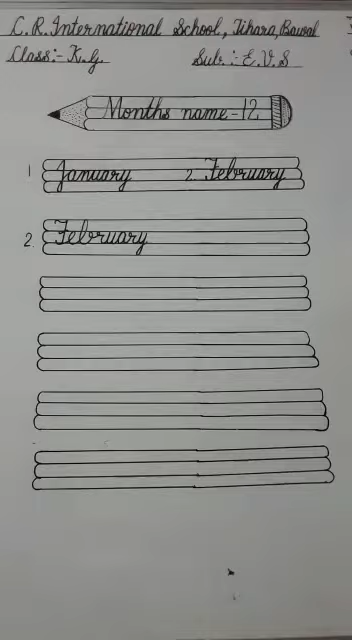 C.R. International School, Tihara, Bawal
Class:- K.G. Sub.:- E.V.S
Months name-12
1 January 2. February
2. February